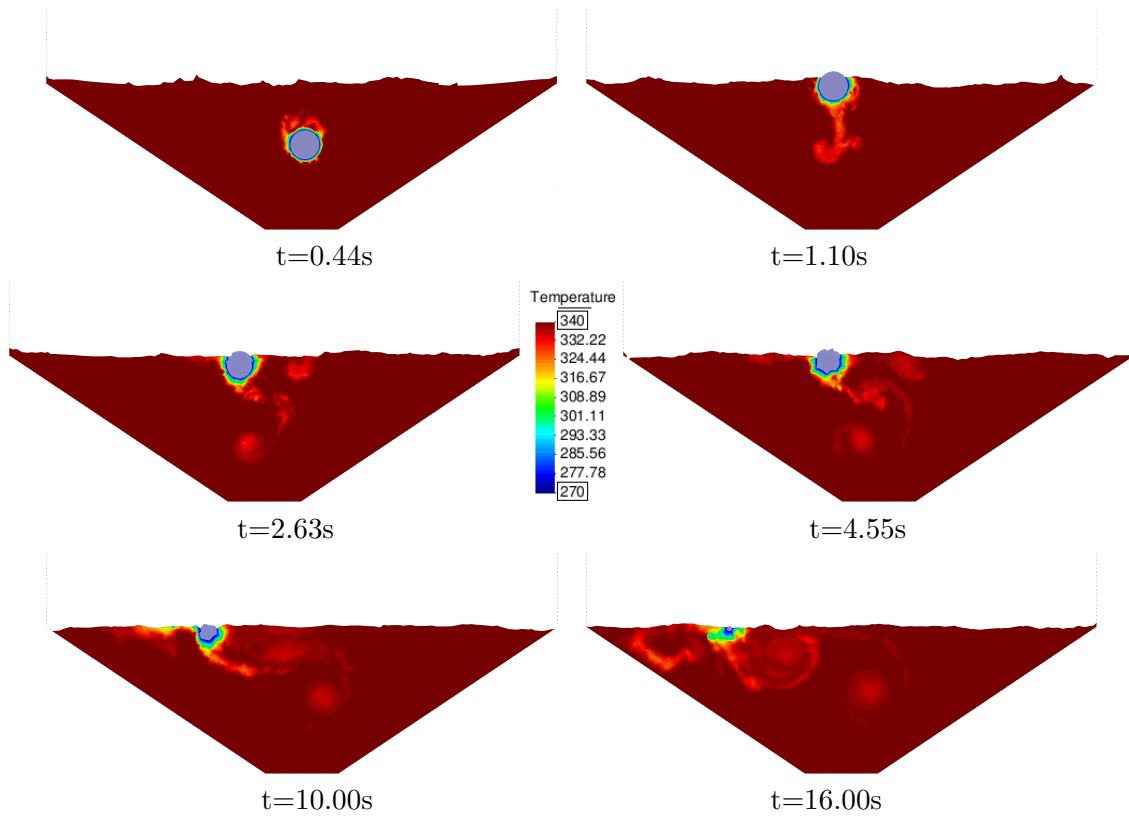 t=0.44s
t=1.10s
Temperature
340
332.22
324.44
316.67
308.89
301.11
293.33
285.56
277.78
270
t=2.63s
t=4.55s
t=10.00s
t=16.00s